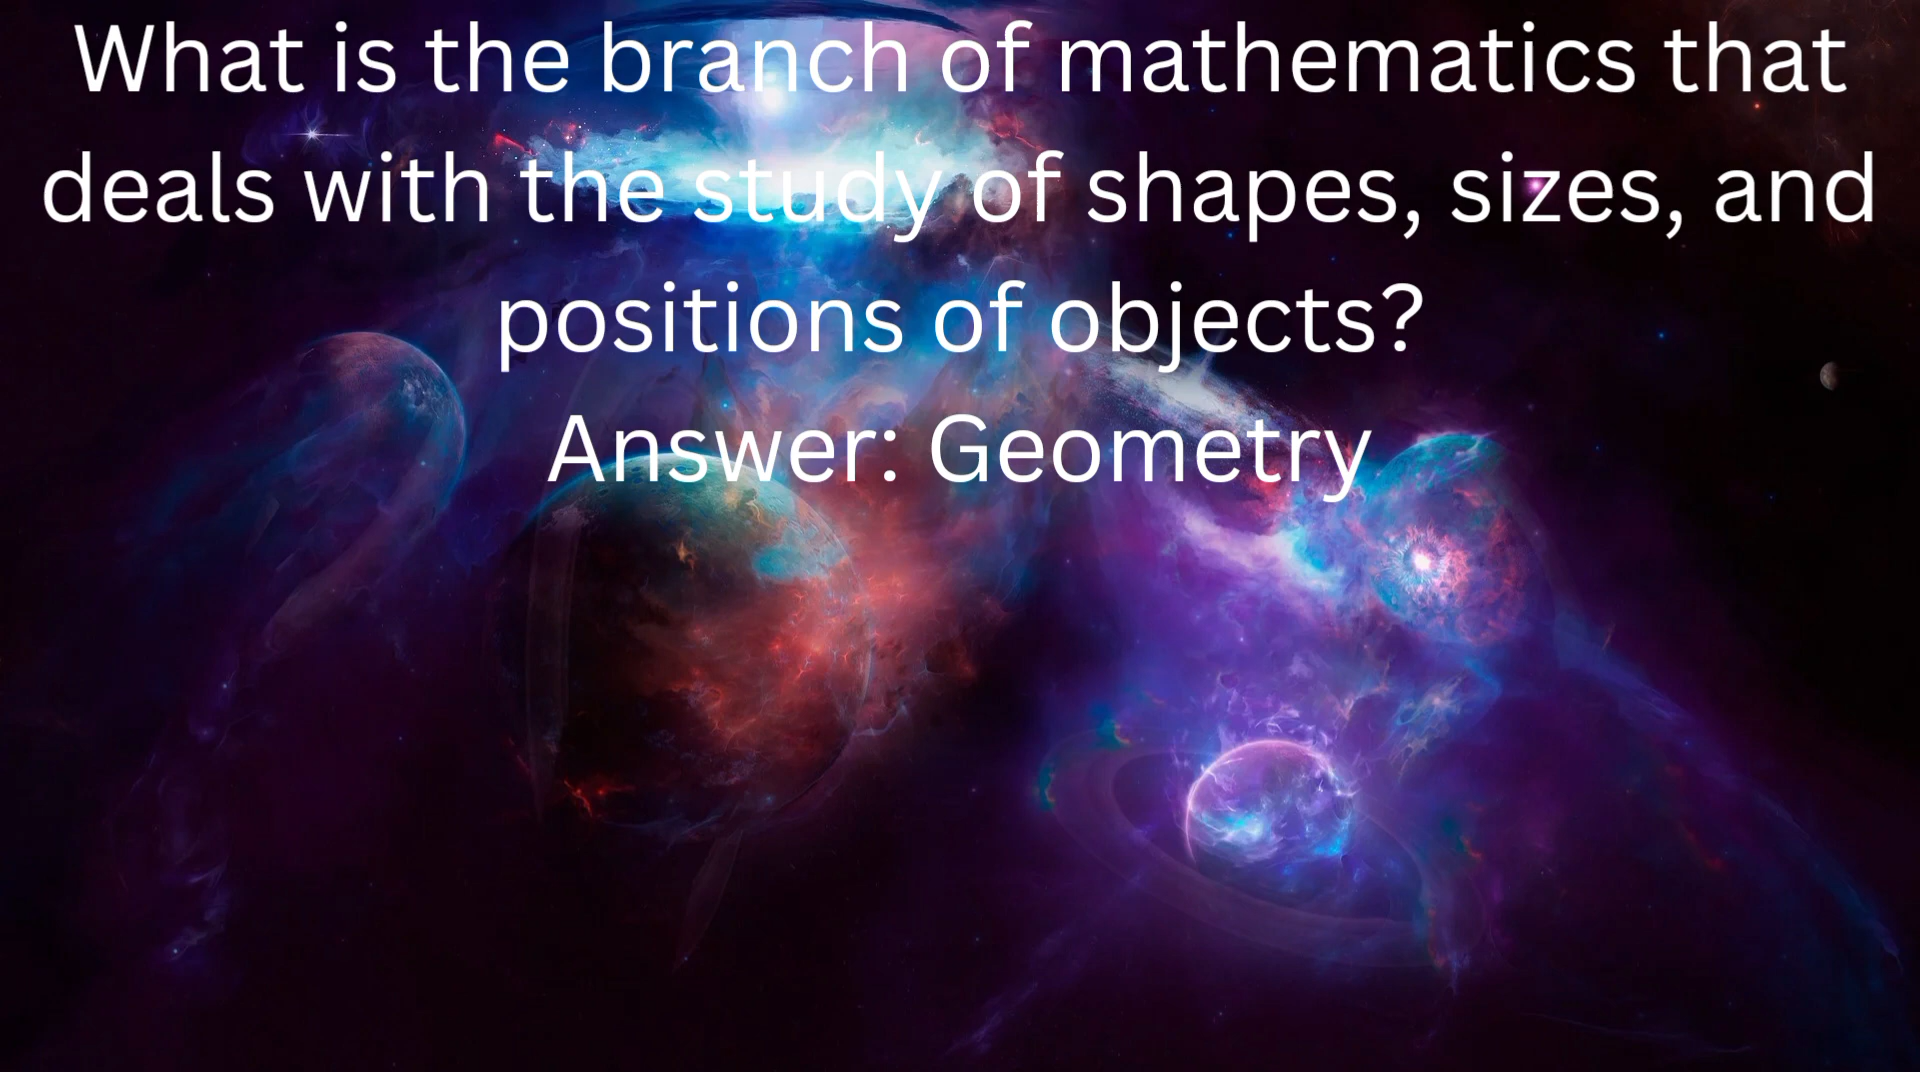 What is the branch of mathematics that
deals with the study of shapes, sizes, and
positions of objects?
Answer: Geometry